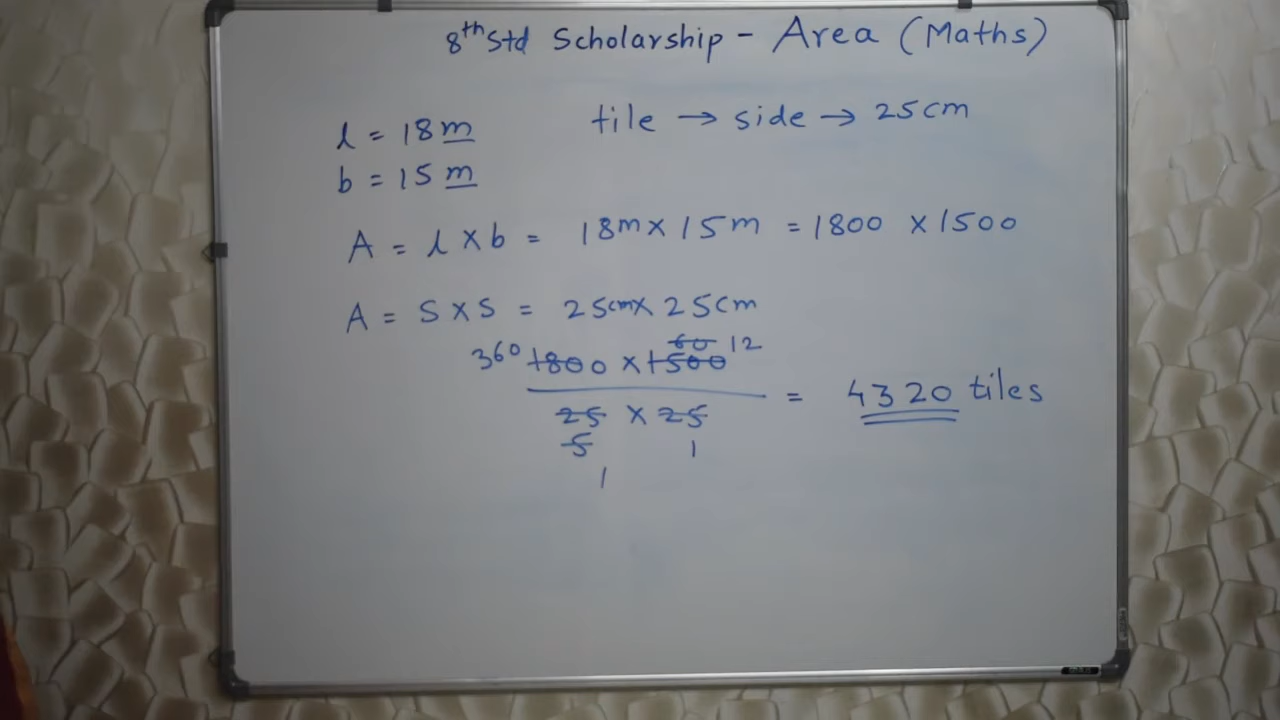 8th Std Scholarship - Area (Maths)
l = 18 m tile → side → 25 cm
b = 15 m
A = l × b = 18m × 15m = 1800 × 1500
A = S × S = 25cm × 25cm
60 12
360 1800 × 1500
25 × 25 = 4320 tiles
5 1
1